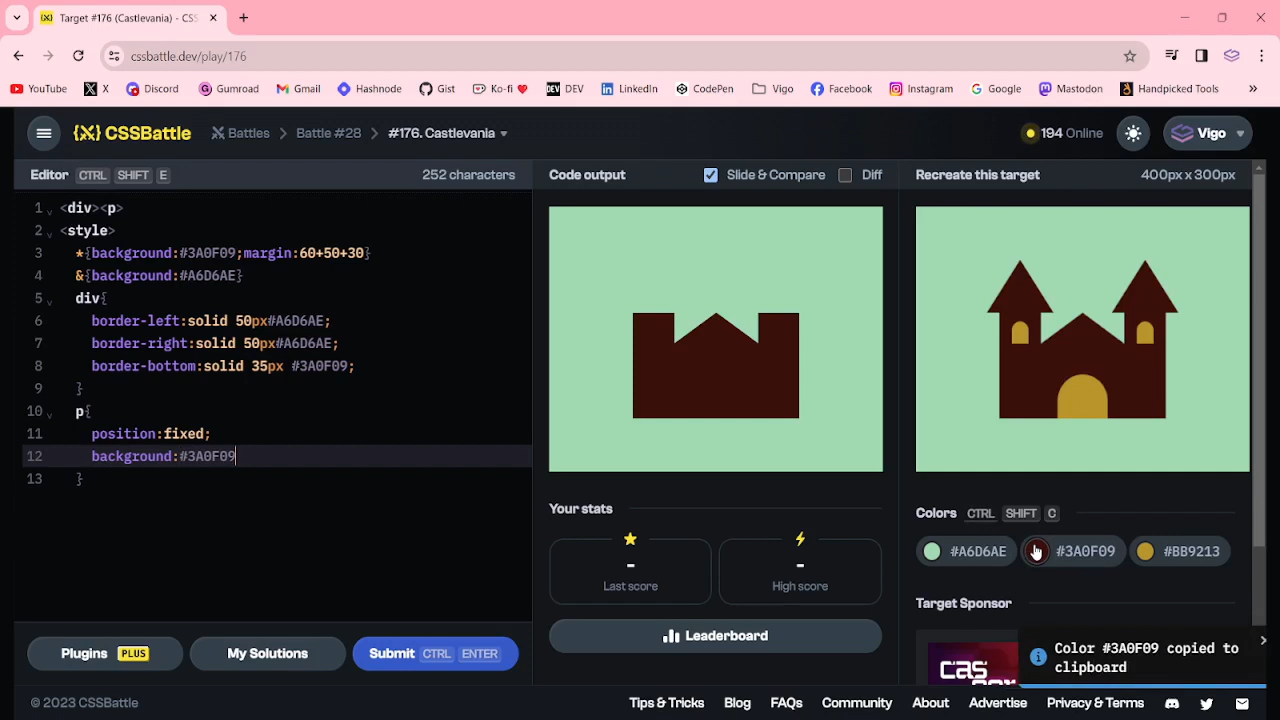 Target #176 (Castlevania) - CSS
cssbattle.dev/play/176
YouTube X Discord Gumroad Gmail Hashnode Gist Ko-fi DEV DEV LinkedIn CodePen Vigo Facebook Instagram Google Mastodon Handpicked Tools
{X} CSSBattle Battles > Battle #28 > #176. Castlevania 194 Online Vigo
Editor CTRL SHIFT E 252 characters
Code output Slide & Compare Diff
Recreate this target 400px x 300px
1 <div><p>
2 <style>
3 *{background:#3A0F09;margin:60+50+30}
4 &{background:#A6D6AE}
5 div{
6 border-left:solid 50px#A6D6AE;
7 border-right:solid 50px#A6D6AE;
8 border-bottom:solid 35px #3A0F09;
9 }
10 p{
11 position:fixed;
12 background:#3A0F09
13 }
Your stats
-
Last score
-
High score
Leaderboard
Colors CTRL SHIFT C
#A6D6AE #3A0F09 #BB9213
Target Sponsor
Color #3A0F09 copied to
clipboard
Plugins PLUS My Solutions Submit CTRL ENTER
© 2023 CSSBattle Tips & Tricks Blog FAQs Community About Advertise Privacy & Terms